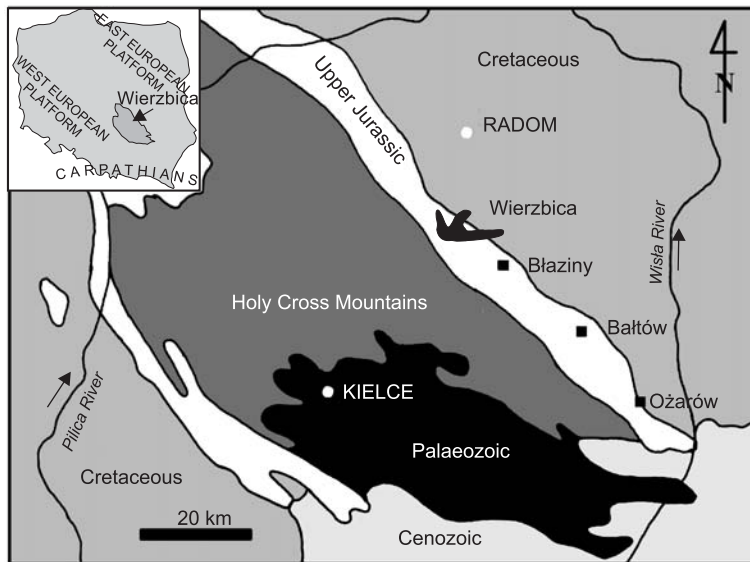 EAST EUROPEAN
PLATFORM
WEST EUROPEAN
PLATFORM
Wierzbica
CARPATHIANS
Upper Jurassic
Cretaceous
N
RADOM
Wierzbica
Wisła River
Błaziny
Holy Cross Mountains
Bałtów
KIELCE
Ożarów
Pilica River
Palaeozoic
Cretaceous
20 km
Cenozoic